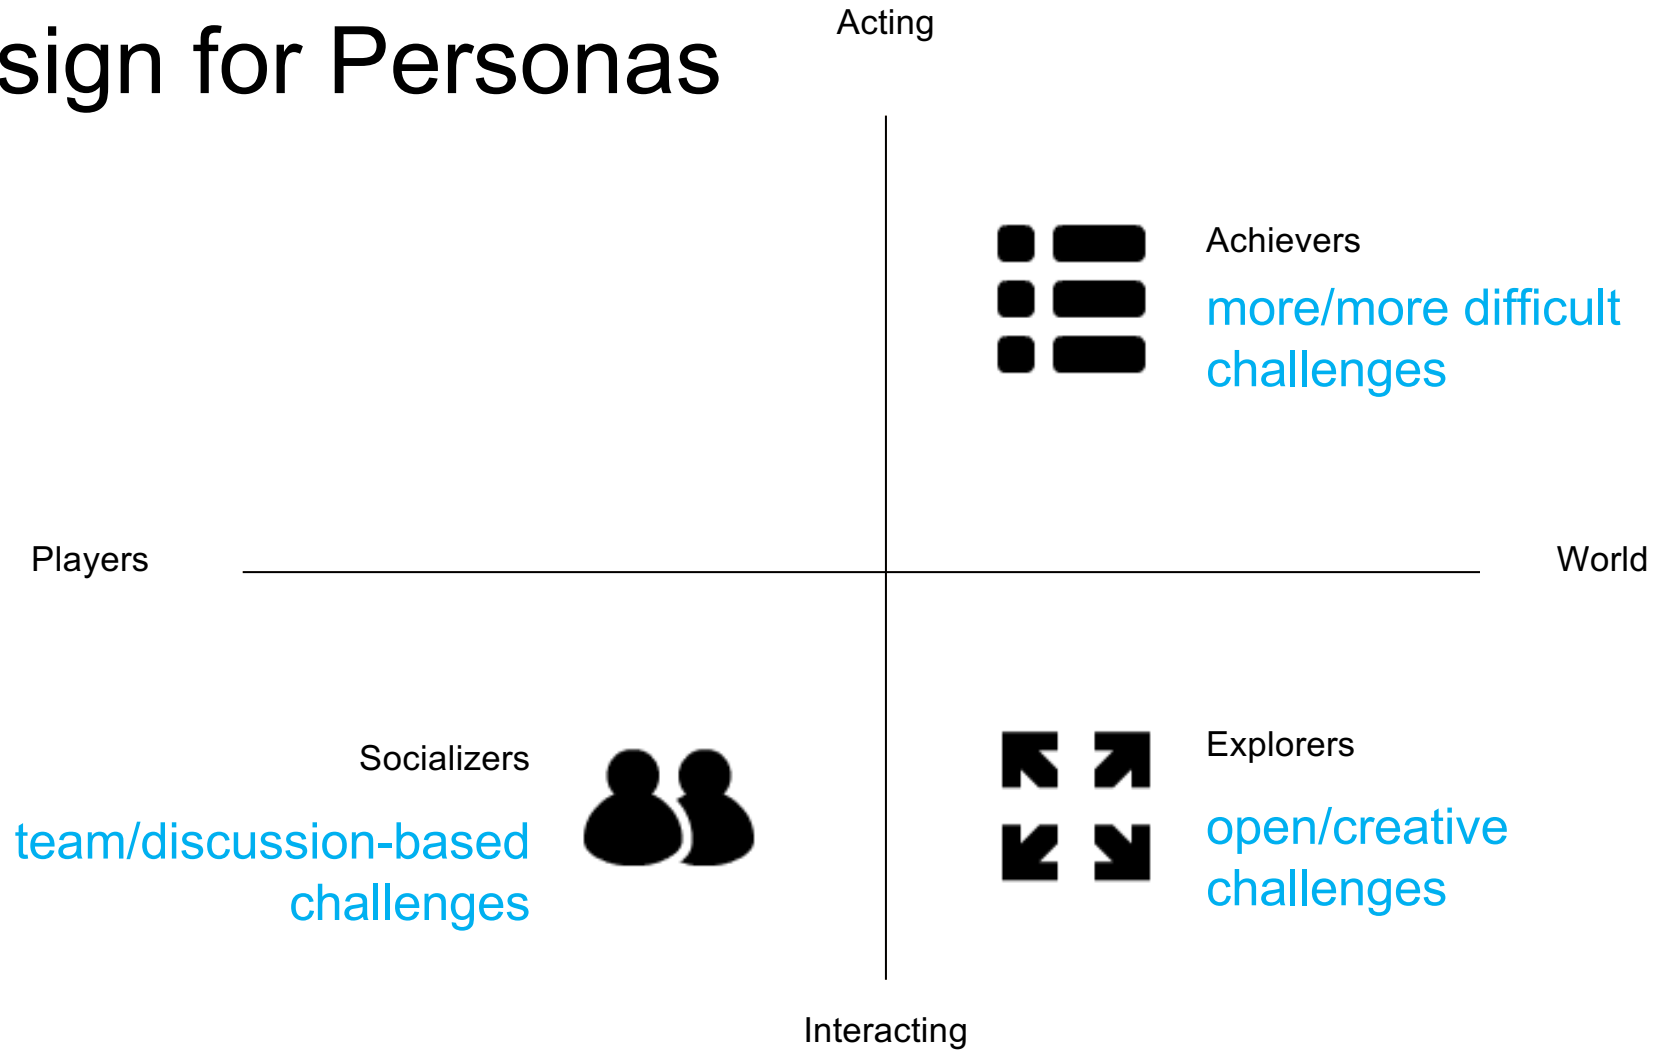 sign for Personas
Acting
Achievers
more/more difficult
challenges
Players
World
Socializers
team/discussion-based
challenges
Explorers
open/creative
challenges
Interacting